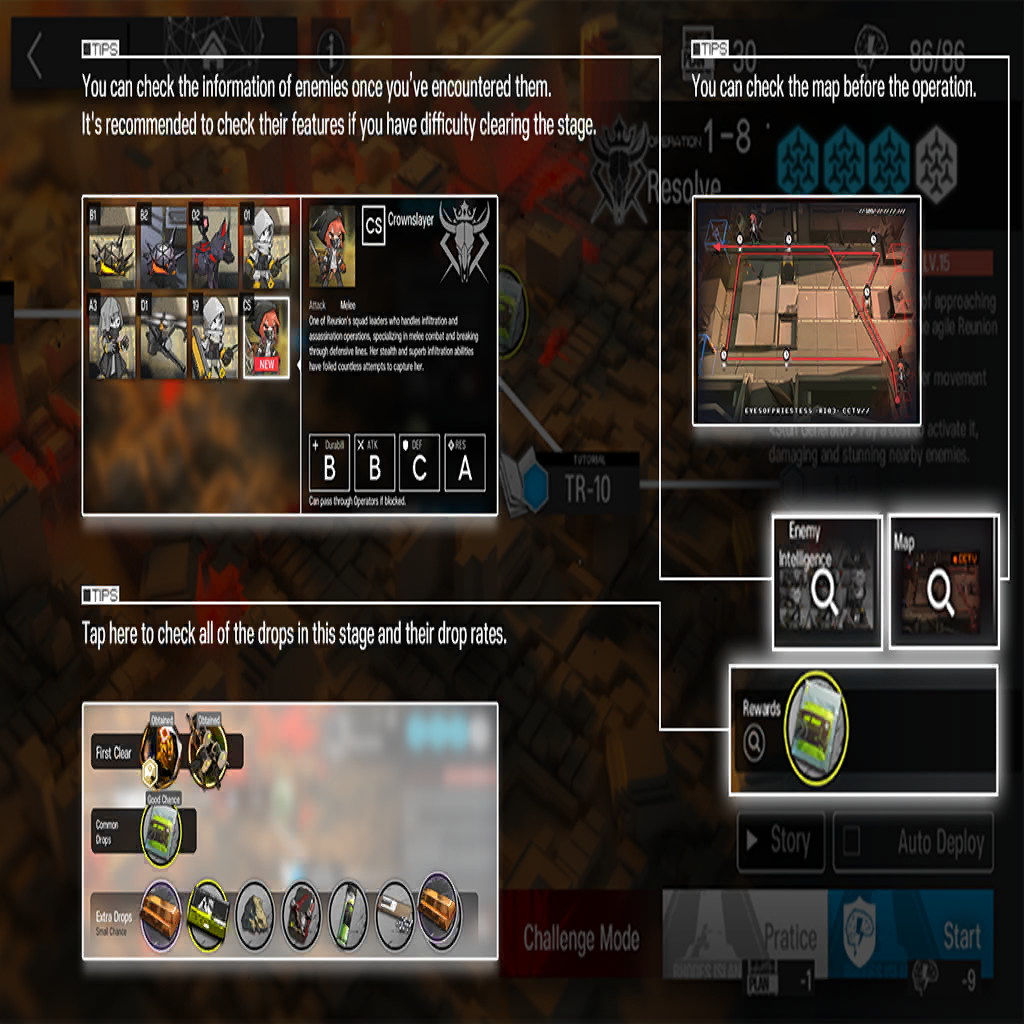 TIPS
You can check the information of enemies once you've encountered them.
It's recommended to check their features if you have difficulty clearing the stage.
TIPS
You can check the map before the operation.
30
86/86
OPERATION 1-8
Resolve
B1
B2
02
01
A3
D1
19
CS
NEW
CS
Crownslayer
Attack Melee
One of Reunion's squad leaders who handles infiltration and
assassination operations, specializing in melee combat and breaking
through defensive lines. Her stealth and superb infiltration abilities
have foiled countless attempts to capture her.
Durabili
B
ATK
B
DEF
C
RES
A
Can pass through Operators if blocked.
LV.15
of approaching
agile Reunion
movement
activate it,
damaging and stunning nearby enemies.
TUTORIAL
TR-10
Enemy
Intelligence
Map
CCTV
TIPS
Tap here to check all of the drops in this stage and their drop rates.
Rewards
Obtained
Obtained
First Clear
Good Chance
Common
Drops
Extra Drops
Small Chance
Story
Auto Deploy
Challenge Mode
Pratice
PLAN
-1
Start
-9